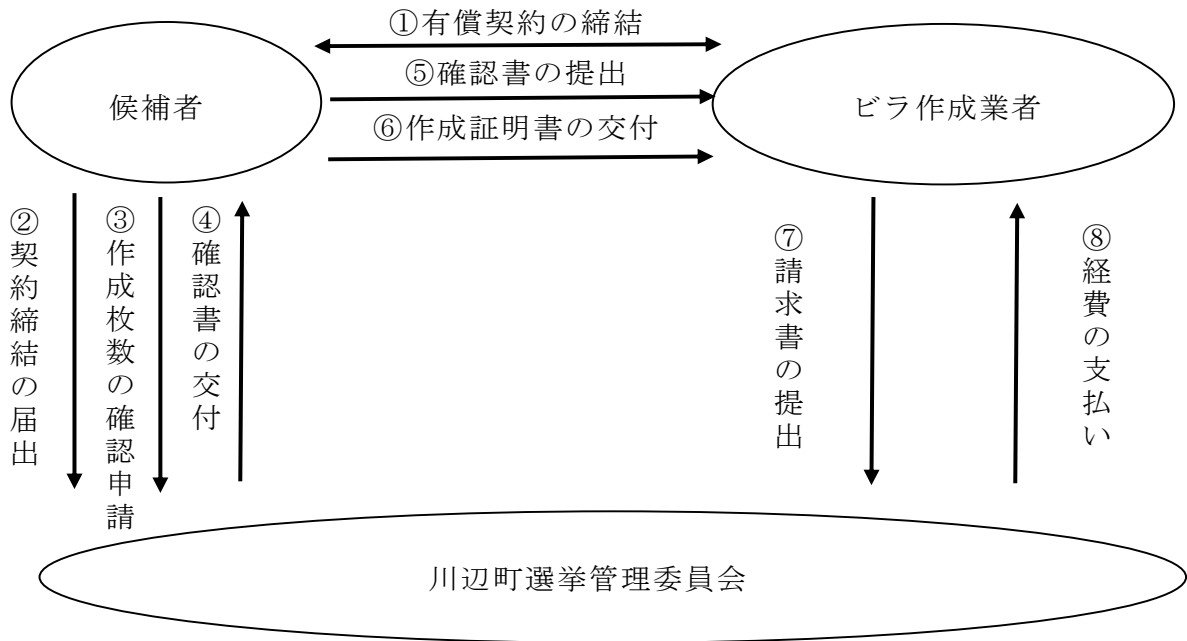 ①有償契約の締結
⑤確認書の提出
⑥作成証明書の交付
候補者
ビラ作成業者
②契約締結の届出
③作成枚数の確認申請
④確認書の交付
⑦請求書の提出
⑧経費の支払い
川辺町選挙管理委員会